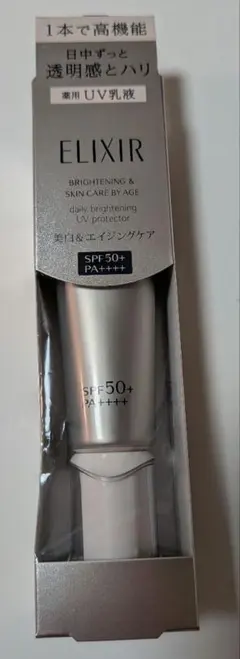 1本で高機能
日中ずっと
透明感とハリ
薬用 UV乳液
ELIXIR
BRIGHTENING &
SKIN CARE BY AGE
daily brightening
UV protector
美白&エイジングケア
SPF50+
PA++++
SPF50+
PA++++